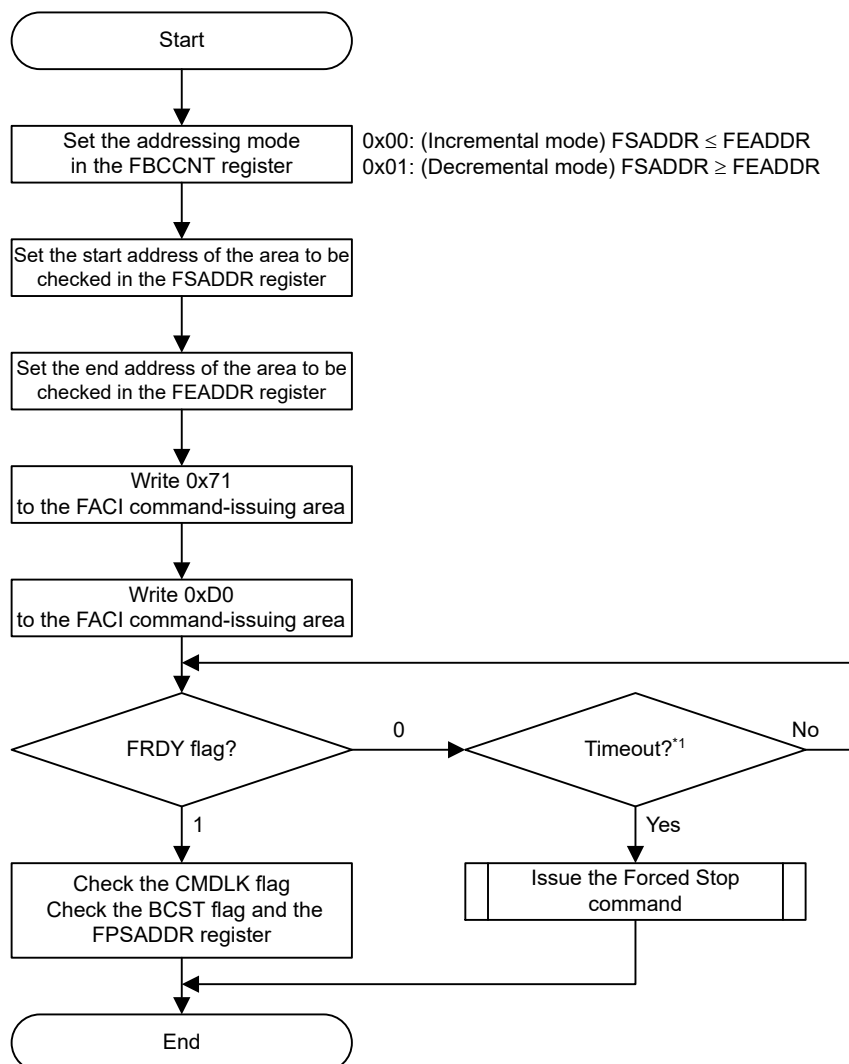 Start
Set the addressing mode
in the FBCCNT register
0x00: (Incremental mode) FSADDR ≤ FEADDR
0x01: (Decremental mode) FSADDR ≥ FEADDR
Set the start address of the area to be
checked in the FSADDR register
Set the end address of the area to be
checked in the FEADDR register
Write 0x71
to the FACI command-issuing area
Write 0xD0
to the FACI command-issuing area
FRDY flag?
0
Timeout?*1
No
1
Yes
Check the CMDLK flag
Check the BCST flag and the
FPSADDR register
Issue the Forced Stop
command
End